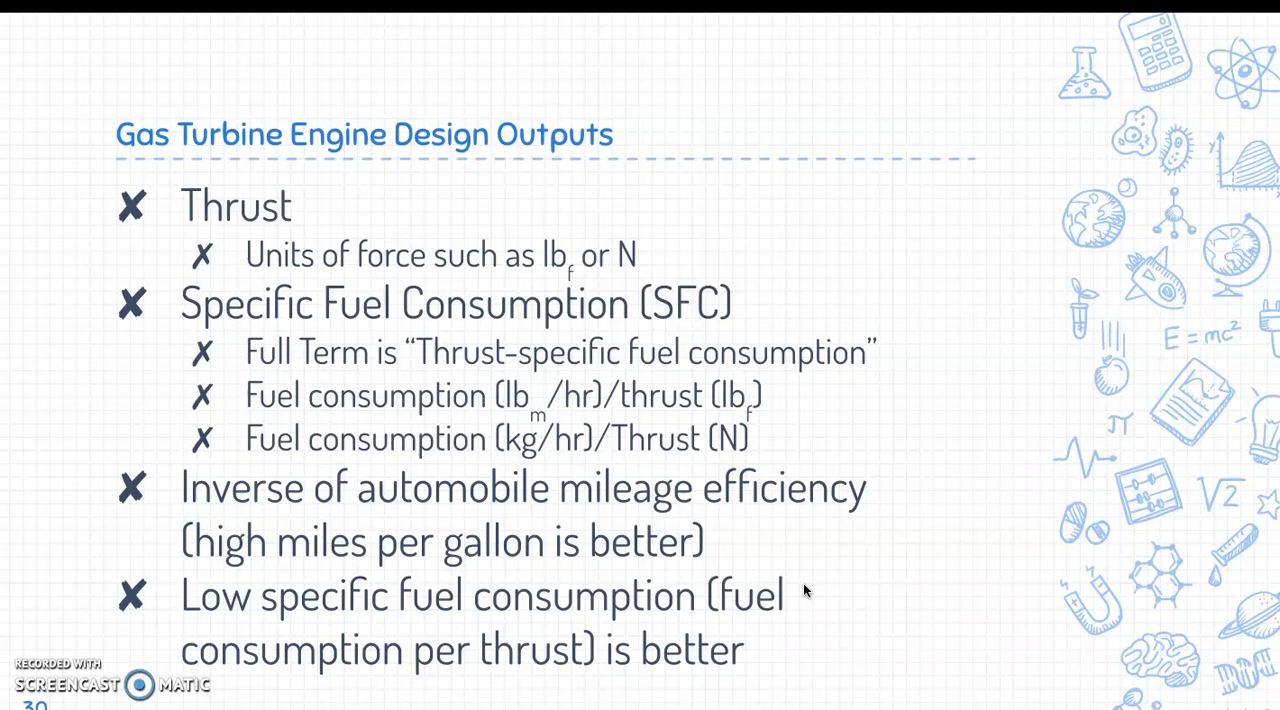 Gas Turbine Engine Design Outputs
✘ Thrust
✗ Units of force such as lbf or N
✘ Specific Fuel Consumption (SFC)
✗ Full Term is “Thrust-specific fuel consumption”
✗ Fuel consumption (lbm/hr)/thrust (lbf)
✗ Fuel consumption (kg/hr)/Thrust (N)
✘ Inverse of automobile mileage efficiency
(high miles per gallon is better)
✘ Low specific fuel consumption (fuel
consumption per thrust) is better
E = mc²
π
√2
RECORDED WITH
SCREENCAST MATIC
30